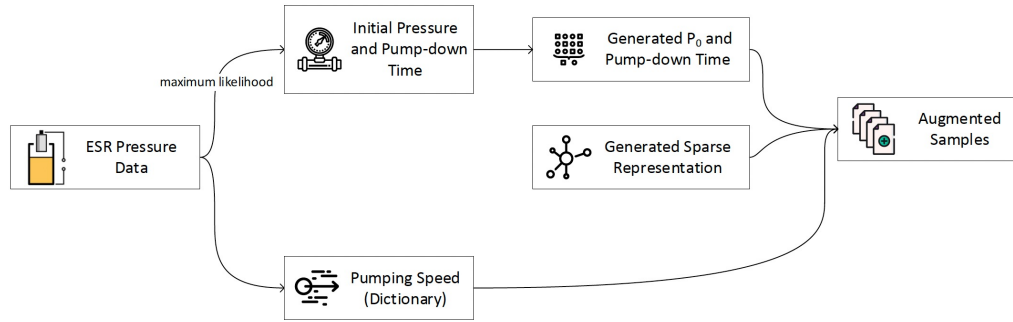 Initial Pressure
and Pump-down
Time
Generated P₀ and
Pump-down Time
maximum likelihood
ESR Pressure
Data
Generated Sparse
Representation
Augmented
Samples
Pumping Speed
(Dictionary)